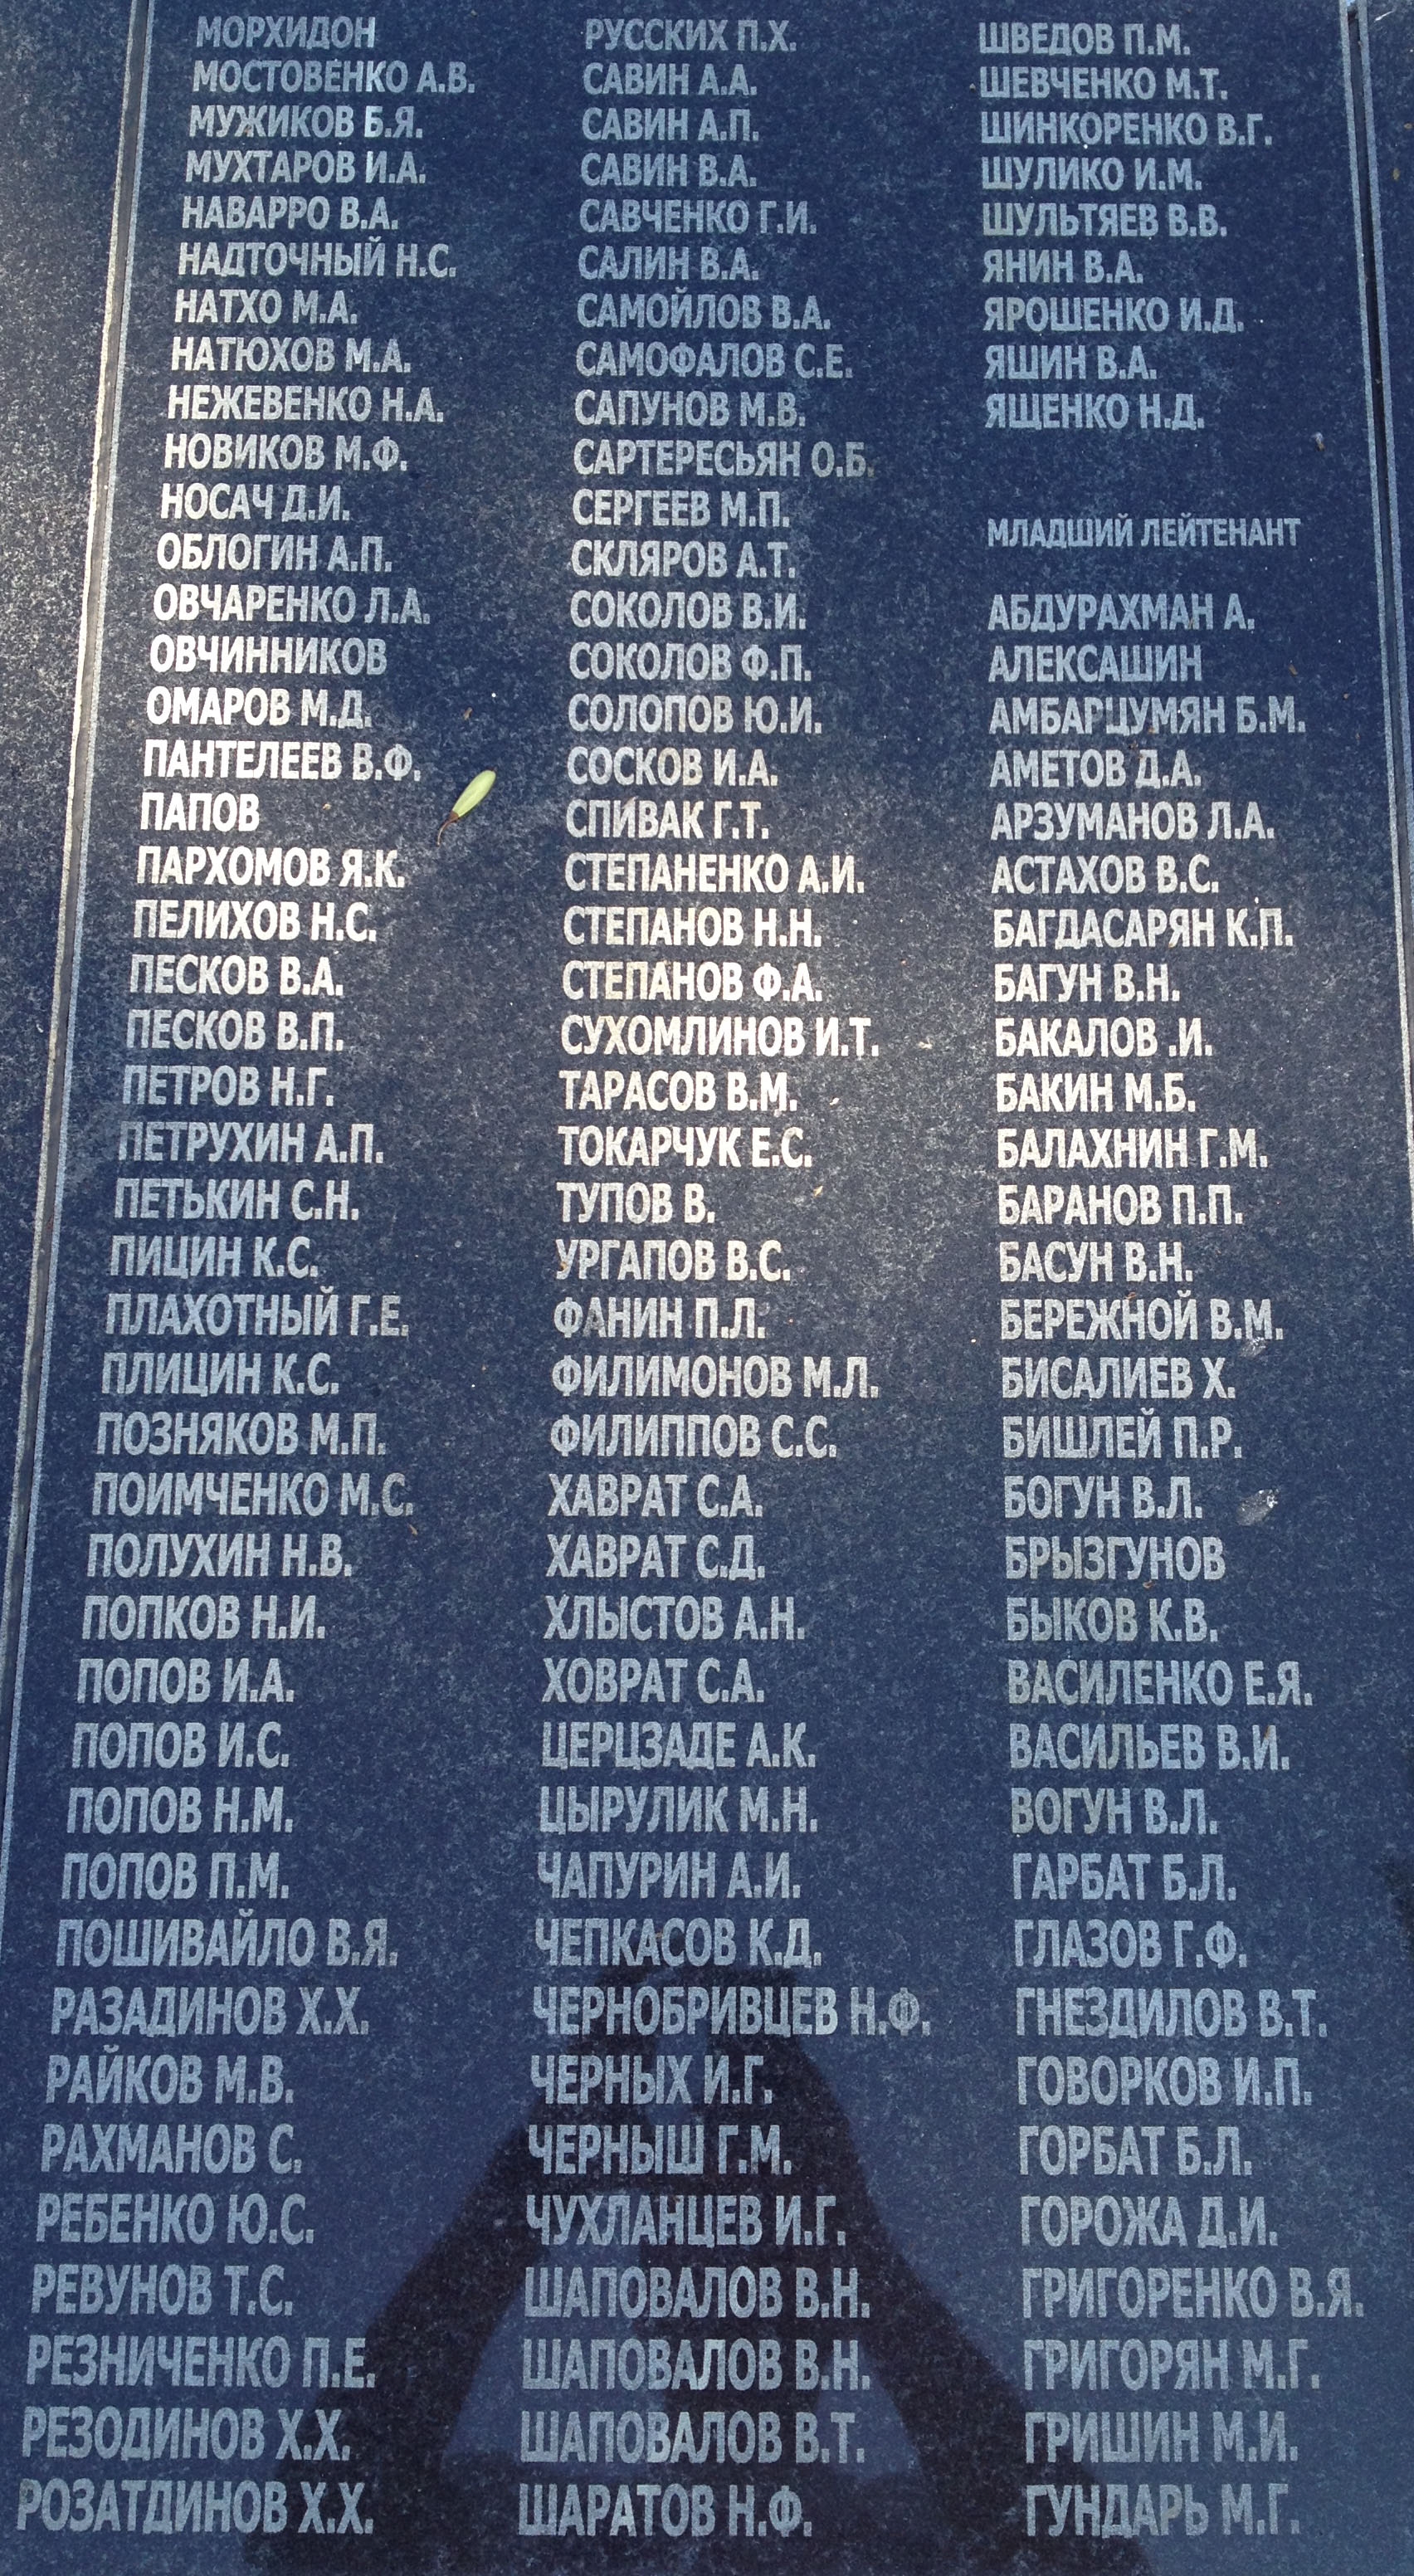 МОРХИДОН
МОСТОВЕНКО А.В.
МУЖИКОВ Б.Я.
МУХТАРОВ И.А.
НАВАРРО В.А.
НАДТОЧНЫЙ Н.С.
НАТХО М.А.
НАТЮХОВ М.А.
НЕЖЕВЕНКО Н.А.
НОВИКОВ М.Ф.
НОСАЧ Д.И.
ОБЛОГИН А.П.
ОВЧАРЕНКО Л.А.
ОВЧИННИКОВ
ОМАРОВ М.Д.
ПАНТЕЛЕЕВ В.Ф.
ПАПОВ
ПАРХОМОВ Я.К.
ПЕЛИХОВ Н.С.
ПЕСКОВ В.А.
ПЕСКОВ В.П.
ПЕТРОВ Н.Г.
ПЕТРУХИН А.П.
ПЕТЬКИН С.Н.
ПИЦИН К.С.
ПЛАХОТНЫЙ Г.Е.
ПЛИЦИН К.С.
ПОЗНЯКОВ М.П.
ПОИМЧЕНКО М.С.
ПОЛУХИН Н.В.
ПОПКОВ Н.И.
ПОПОВ И.А.
ПОПОВ И.С.
ПОПОВ Н.М.
ПОПОВ П.М.
ПОШИВАЙЛО В.Я.
РАЗАДИНОВ Х.Х.
РАЙКОВ М.В.
РАХМАНОВ С.
РЕБЕНКО Ю.С.
РЕВУНОВ Т.С.
РЕЗНИЧЕНКО П.Е.
РЕЗОДИНОВ Х.Х.
РОЗАТДИНОВ Х.Х.
РУССКИХ П.Х.
САВИН А.А.
САВИН А.П.
САВИН В.А.
САВЧЕНКО Г.И.
САЛИН В.А.
САМОЙЛОВ В.А.
САМОФАЛОВ С.Е.
САПУНОВ М.В.
САРТЕРЕСЬЯН О.Б.
СЕРГЕЕВ М.П.
СКЛЯРОВ А.Т.
СОКОЛОВ В.И.
СОКОЛОВ Ф.П.
СОЛОПОВ Ю.И.
СОСКОВ И.А.
СПИВАК Г.Т.
СТЕПАНЕНКО А.И.
СТЕПАНОВ Н.Н.
СТЕПАНОВ Ф.А.
СУХОМЛИНОВ И.Т.
ТАРАСОВ В.М.
ТОКАРЧУК Е.С.
ТУПОВ В.
УРГАПОВ В.С.
ФАНИН П.Л.
ФИЛИМОНОВ М.Л.
ФИЛИППОВ С.С.
ХАВРАТ С.А.
ХАВРАТ С.Д.
ХЛЫСТОВ А.Н.
ХОВРАТ С.А.
ЦЕРЦЗАДЕ А.К.
ЦЫРУЛИК М.Н.
ЧАПУРИН А.И.
ЧЕПКАСОВ К.Д.
ЧЕРНОБРИВЦЕВ Н.Ф.
ЧЕРНЫХ И.Г.
ЧЕРНЫШ Г.М.
ЧУХЛАНЦЕВ И.Г.
ШАПОВАЛОВ В.Н.
ШАПОВАЛОВ В.Н.
ШАПОВАЛОВ В.Т.
ШАРАТОВ Н.Ф.
ШВЕДОВ П.М.
ШЕВЧЕНКО М.Т.
ШИНКОРЕНКО В.Г.
ШУЛИКО И.М.
ШУЛЬТЯЕВ В.В.
ЯНИН В.А.
ЯРОШЕНКО И.Д.
ЯШИН В.А.
ЯЩЕНКО Н.Д.
МЛАДШИЙ ЛЕЙТЕНАНТ
АБДУРАХМАН А.
АЛЕКСАШИН
АМБАРЦУМЯН Б.М.
АМЕТОВ Д.А.
АРЗУМАНОВ Л.А.
АСТАХОВ В.С.
БАГДАСАРЯН К.П.
БАГУН В.Н.
БАКАЛОВ .И.
БАКИН М.Б.
БАЛАХНИН Г.М.
БАРАНОВ П.П.
БАСУН В.Н.
БЕРЕЖНОЙ В.М.
БИСАЛИЕВ Х.
БИШЛЕЙ П.Р.
БОГУН В.Л.
БРЫЗГУНОВ
БЫКОВ К.В.
ВАСИЛЕНКО Е.Я.
ВАСИЛЬЕВ В.И.
ВОГУН В.Л.
ГАРБАТ Б.Л.
ГЛАЗОВ Г.Ф.
ГНЕЗДИЛОВ В.Т.
ГОВОРКОВ И.П.
ГОРБАТ Б.Л.
ГОРОЖА Д.И.
ГРИГОРЕНКО В.Я.
ГРИГОРЯН М.Г.
ГРИШИН М.И.
ГУНДАРЬ М.Г.